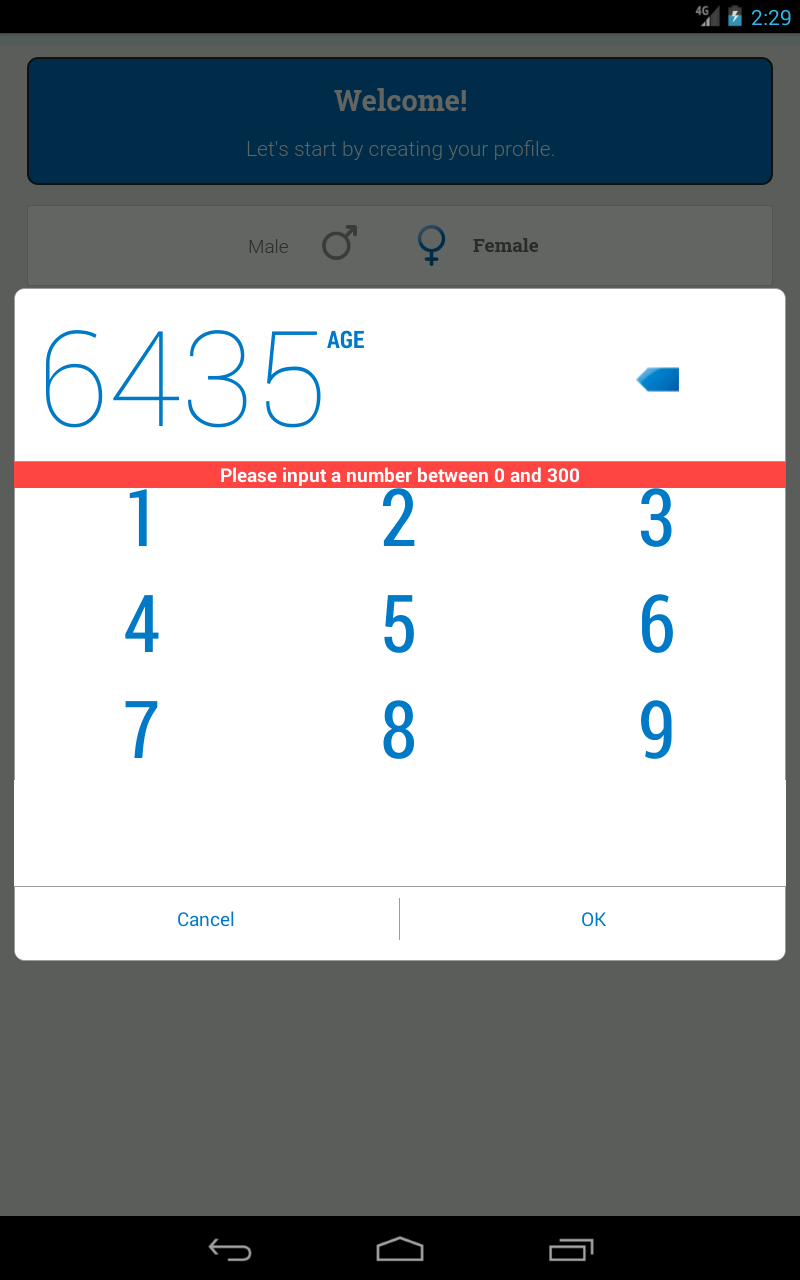 4G 2:29
Welcome!
Let's start by creating your profile.
Male Female
6435 AGE
Please input a number between 0 and 300
1 2 3
4 5 6
7 8 9
Cancel OK